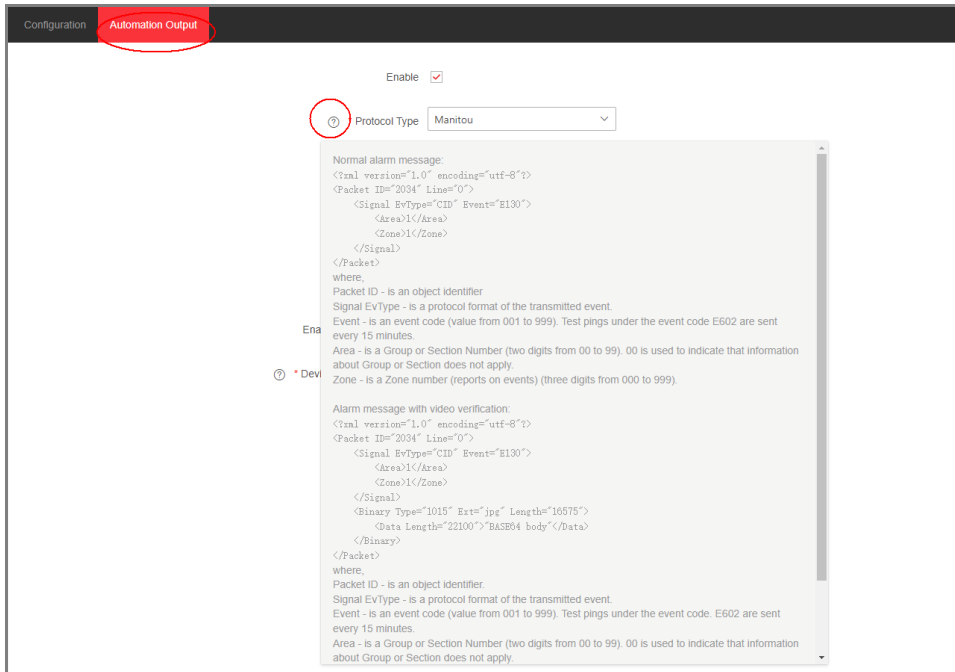 Configuration
Automation Output
Enable
* Protocol Type
Manitou
Normal alarm message:
<?xml version="1.0" encoding="utf-8"?>
<Packet ID="2034" Line="0">
<Signal EvType="CID" Event="E130">
<Area>1</Area>
<Zone>1</Zone>
</Signal>
</Packet>
where,
Packet ID - is an object identifier
Signal EvType - is a protocol format of the transmitted event.
Event - is an event code (value from 001 to 999). Test pings under the event code E602 are sent
every 15 minutes.
Area - is a Group or Section Number (two digits from 00 to 99). 00 is used to indicate that information
about Group or Section does not apply.
Zone - is a Zone number (reports on events) (three digits from 000 to 999).
Ena
* Devi
Alarm message with video verification:
<?xml version="1.0" encoding="utf-8"?>
<Packet ID="2034" Line="0">
<Signal EvType="CID" Event="E130">
<Area>1</Area>
<Zone>1</Zone>
</Signal>
<Binary Type="1015" Ext="jpg" Length="16575">
<Data Length="22100">"BASE64 body"</Data>
</Binary>
</Packet>
where,
Packet ID - is an object identifier.
Signal EvType - is a protocol format of the transmitted event.
Event - is an event code (value from 001 to 999). Test pings under the event code. E602 are sent
every 15 minutes.
Area - is a Group or Section Number (two digits from 00 to 99). 00 is used to indicate that information
about Group or Section does not apply.